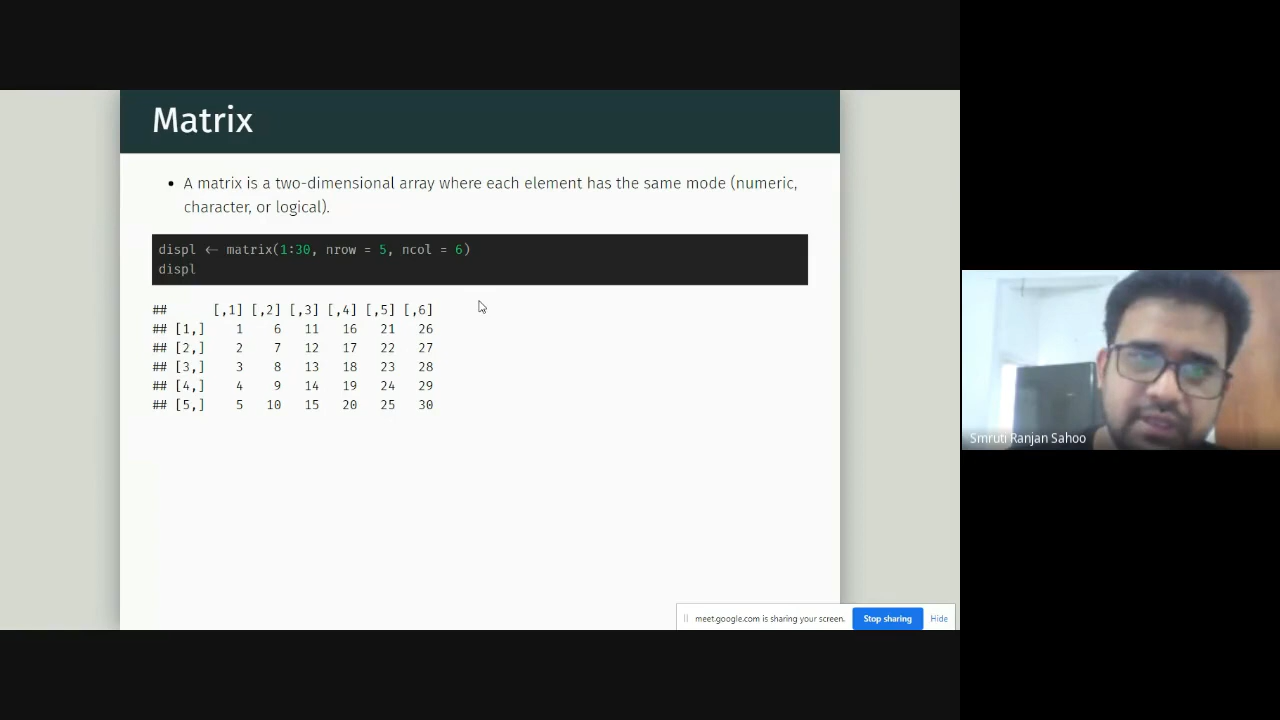 Matrix
• A matrix is a two-dimensional array where each element has the same mode (numeric,
character, or logical).
displ ← matrix(1:30, nrow = 5, ncol = 6)
displ
##      [,1] [,2] [,3] [,4] [,5] [,6]
## [1,]    1    6   11   16   21   26
## [2,]    2    7   12   17   22   27
## [3,]    3    8   13   18   23   28
## [4,]    4    9   14   19   24   29
## [5,]    5   10   15   20   25   30
Smruti Ranjan Sahoo
meet.google.com is sharing your screen. Stop sharing Hide